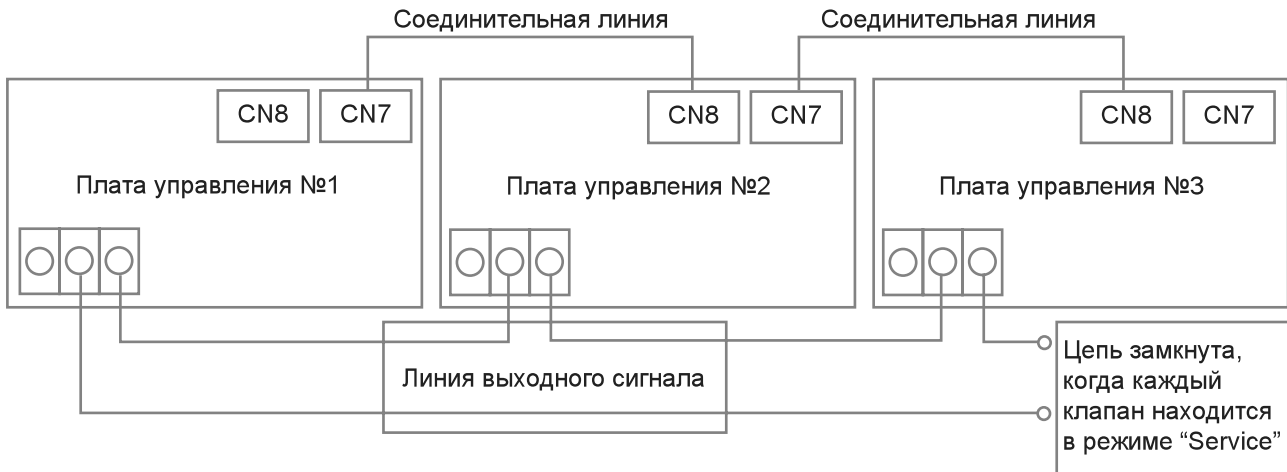 Соединительная линия
Соединительная линия
CN8
CN7
CN8
CN7
CN8
CN7
Плата управления №1
Плата управления №2
Плата управления №3
Линия выходного сигнала
Цепь замкнута,
когда каждый
клапан находится
в режиме “Service”